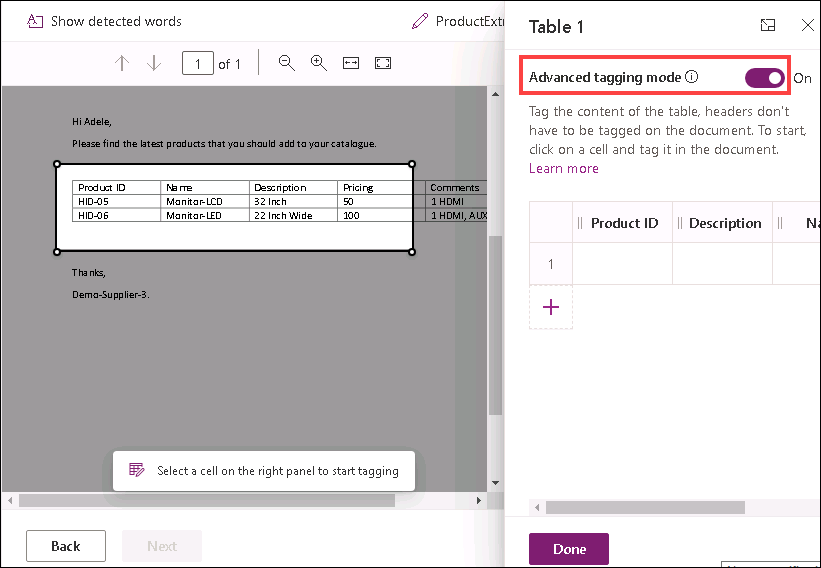 Show detected words
ProductExtr
1 of 1
Hi Adele,
Please find the latest products that you should add to your catalogue.
Product ID Name Description Pricing Comments
HID-05 Monitor-LCD 32 Inch 50 1 HDMI
HID-06 Monitor-LED 22 Inch Wide 100 1 HDMI, AUX
Thanks,
Demo-Supplier-3.
Select a cell on the right panel to start tagging
Back
Next
Table 1
Advanced tagging mode
On
Tag the content of the table, headers don't
have to be tagged on the document. To start,
click on a cell and tag it in the document.
Learn more
Product ID Description Na
1
Done